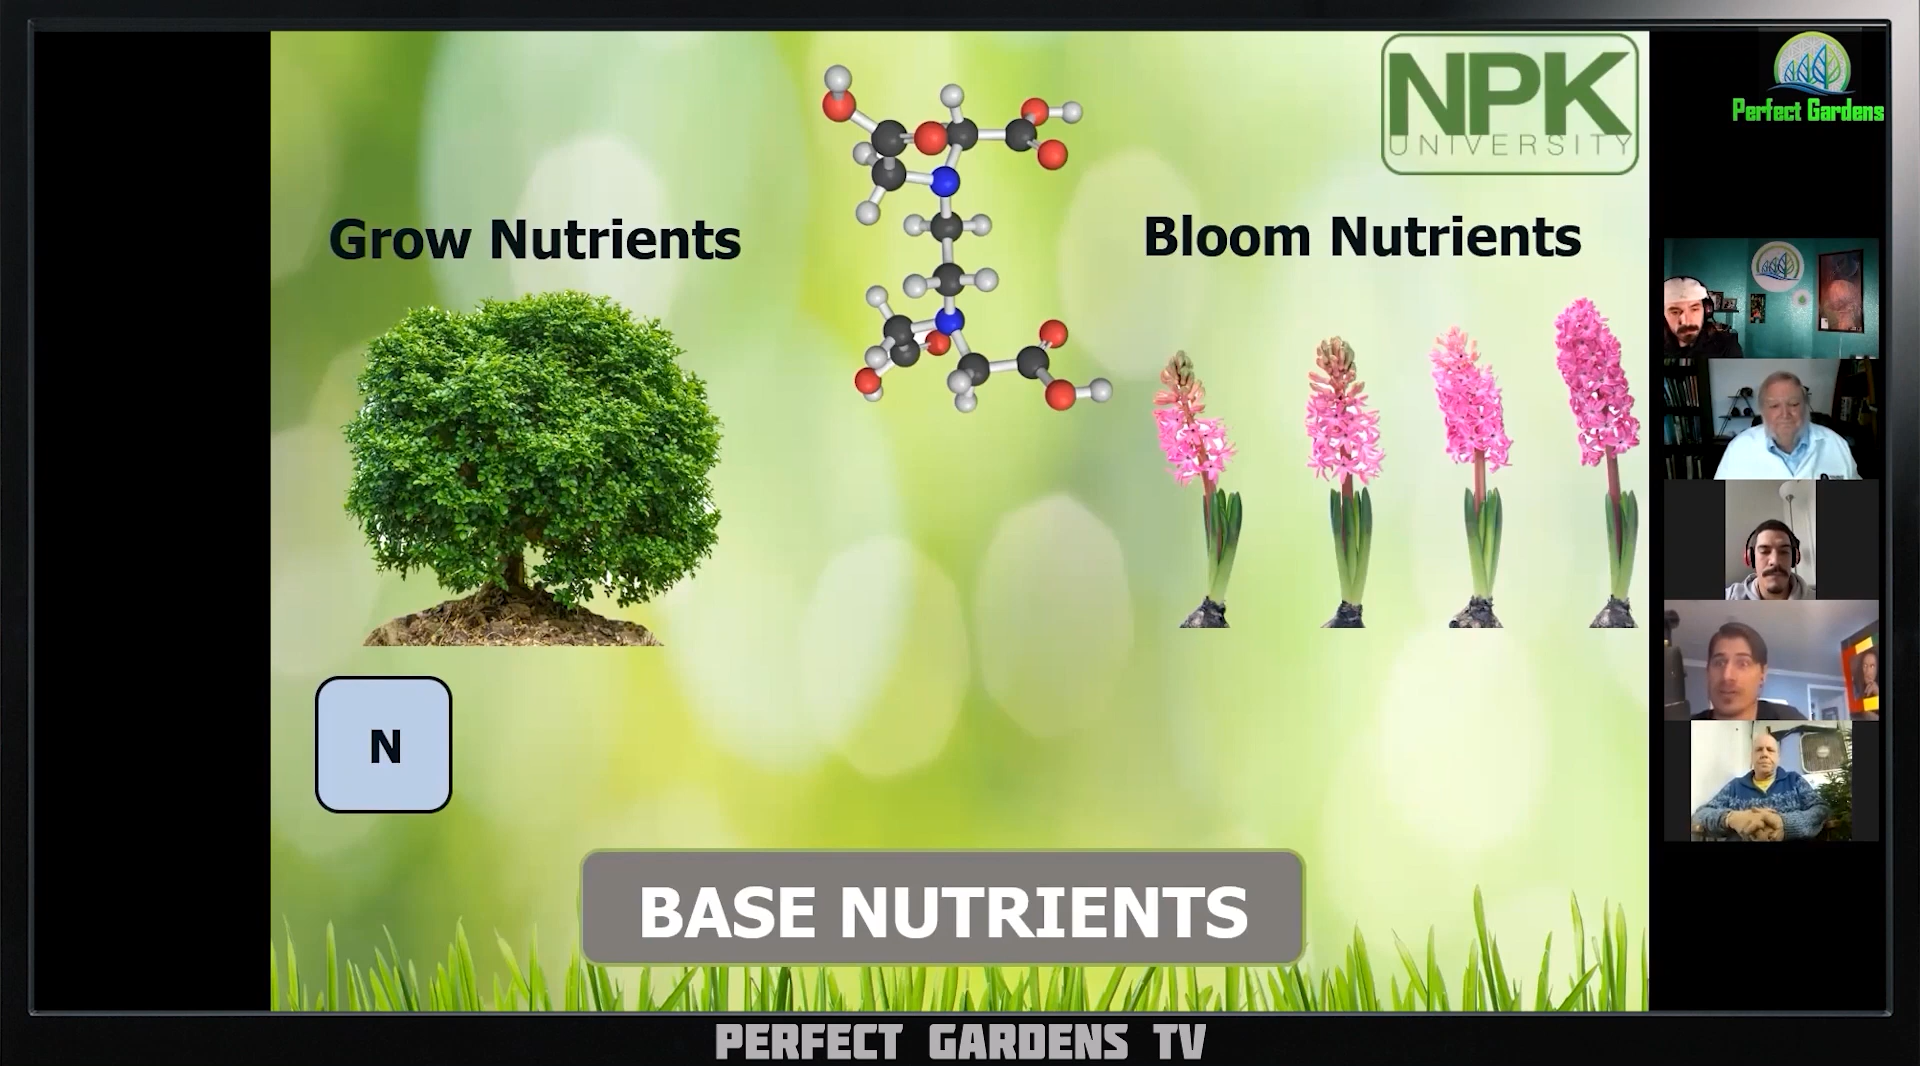 NPK
UNIVERSITY
Perfect Gardens
Grow Nutrients
Bloom Nutrients
N
BASE NUTRIENTS
PERFECT GARDENS TV